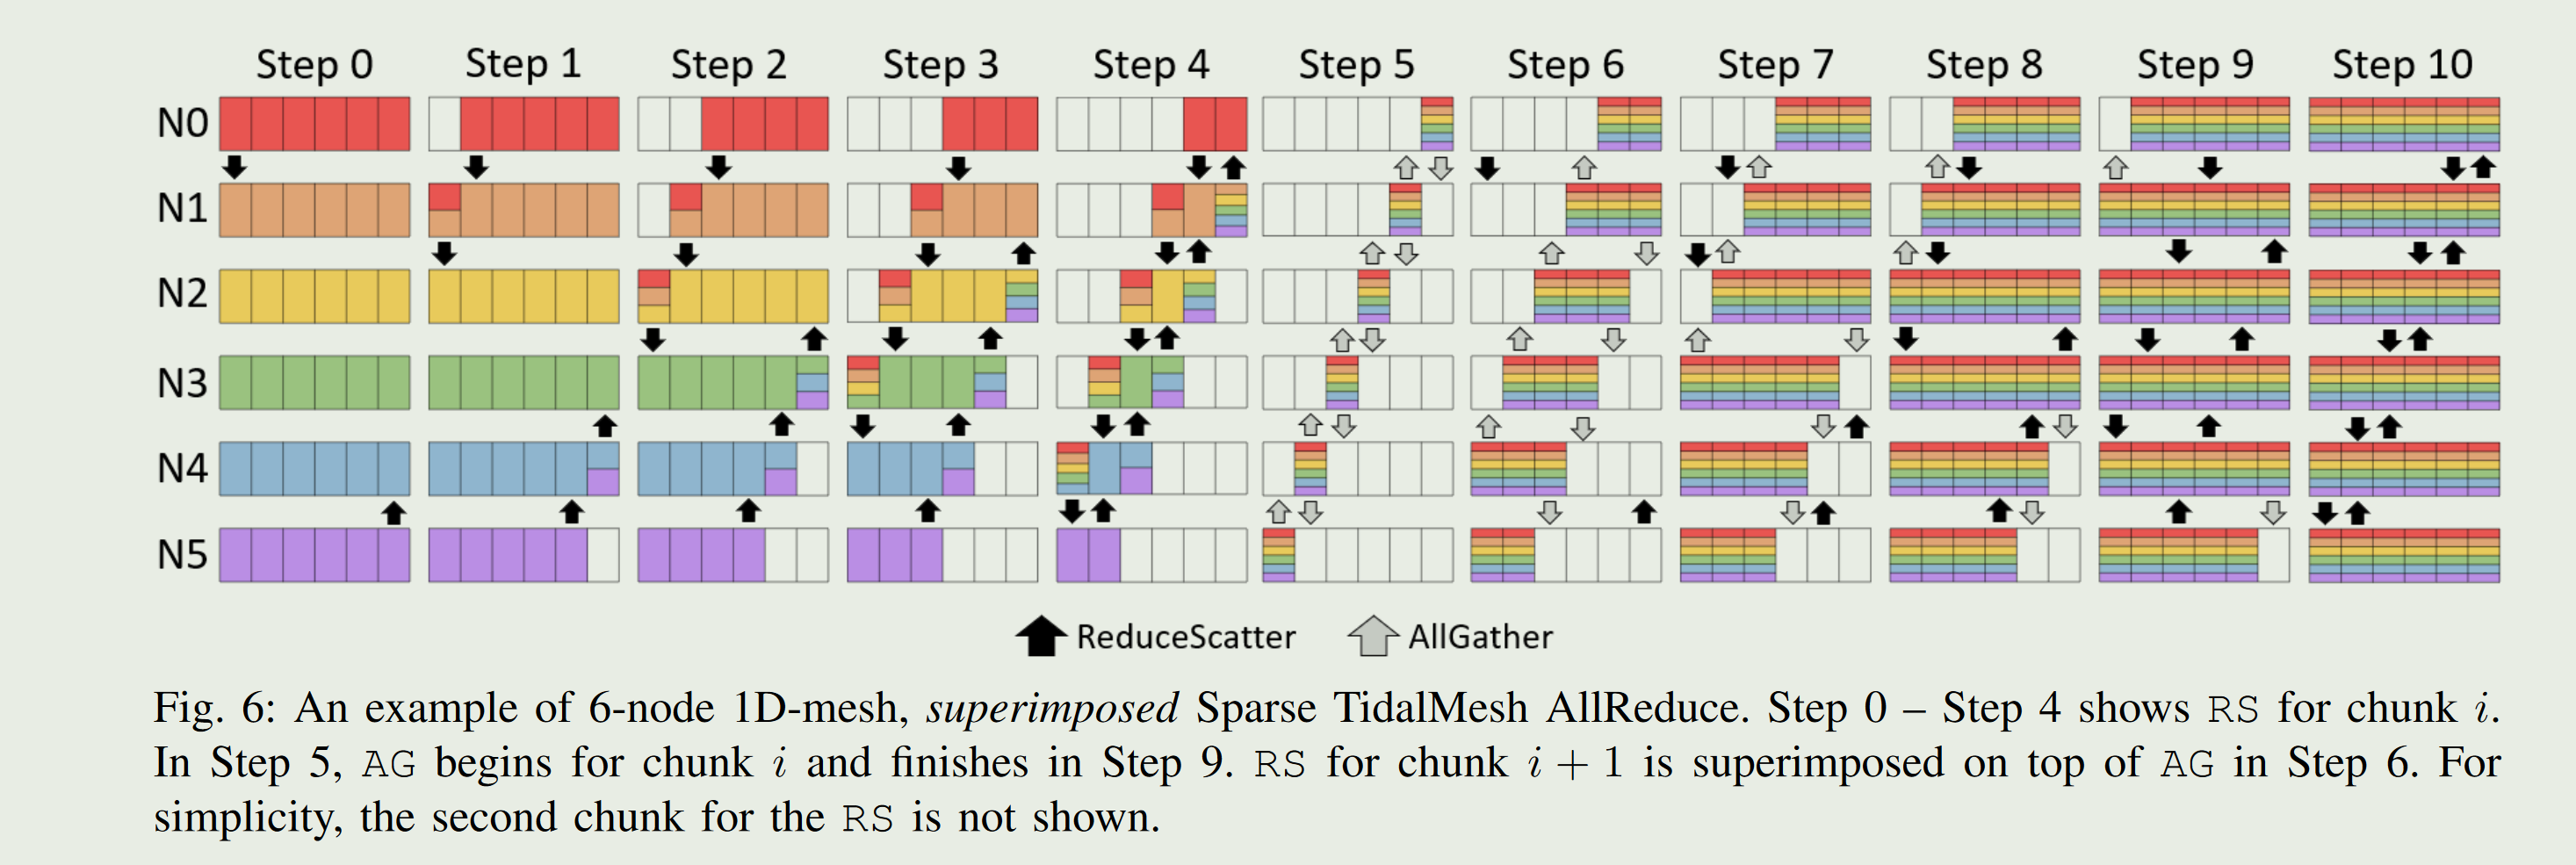 Step 0 Step 1 Step 2 Step 3 Step 4 Step 5 Step 6 Step 7 Step 8 Step 9 Step 10
N0
N1
N2
N3
N4
N5
ReduceScatter AllGather
Fig. 6: An example of 6-node 1D-mesh, superimposed Sparse TidalMesh AllReduce. Step 0 – Step 4 shows RS for chunk i.
In Step 5, AG begins for chunk i and finishes in Step 9. RS for chunk i + 1 is superimposed on top of AG in Step 6. For
simplicity, the second chunk for the RS is not shown.